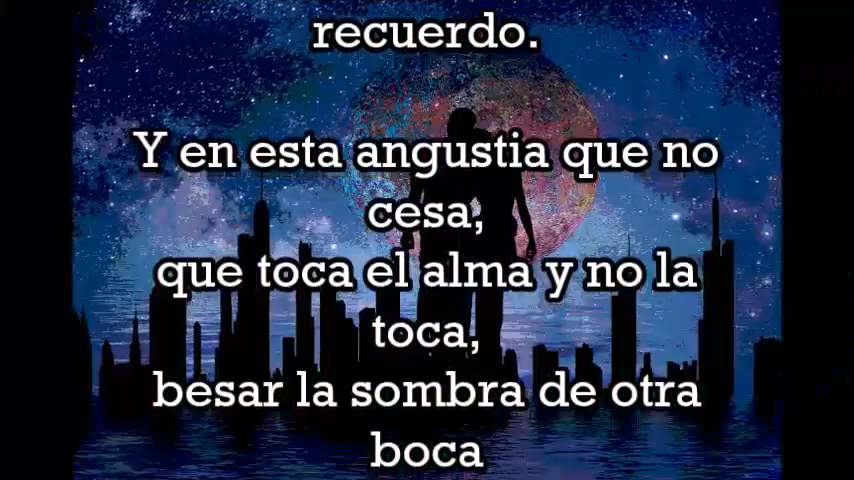 recuerdo.
Y en esta angustia que no
cesa,
que toca el alma y no la
toca,
besar la sombra de otra
boca